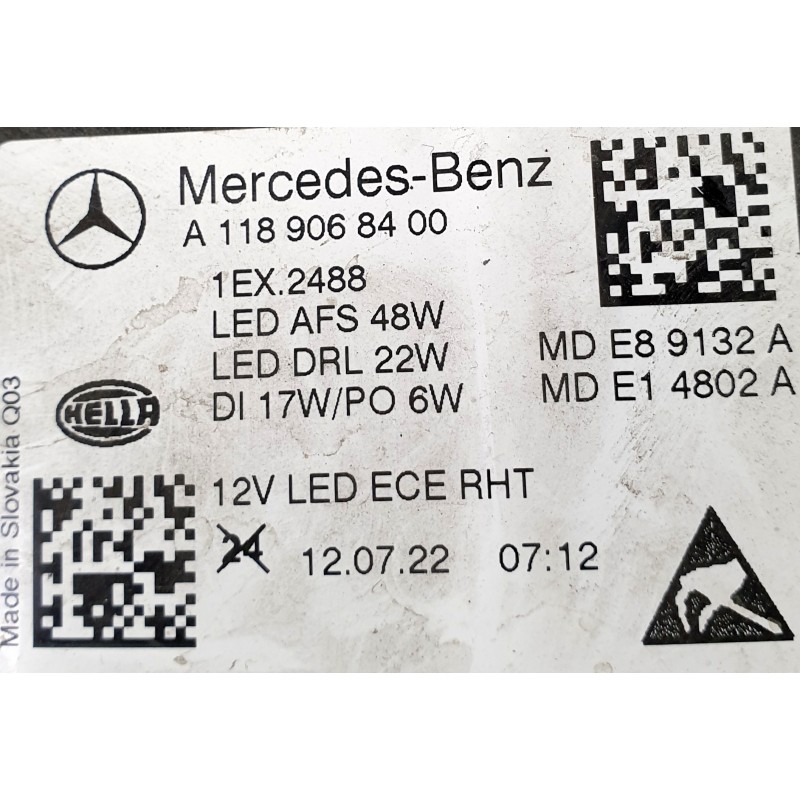 Mercedes-Benz
A 118 906 84 00
1EX.2488
LED AFS 48W
LED DRL 22W
DI 17W/PO 6W
MD E8 9132 A
MD E1 4802 A
HELLA
Made in Slovakia Q03
12V LED ECE RHT
24 12.07.22 07:12